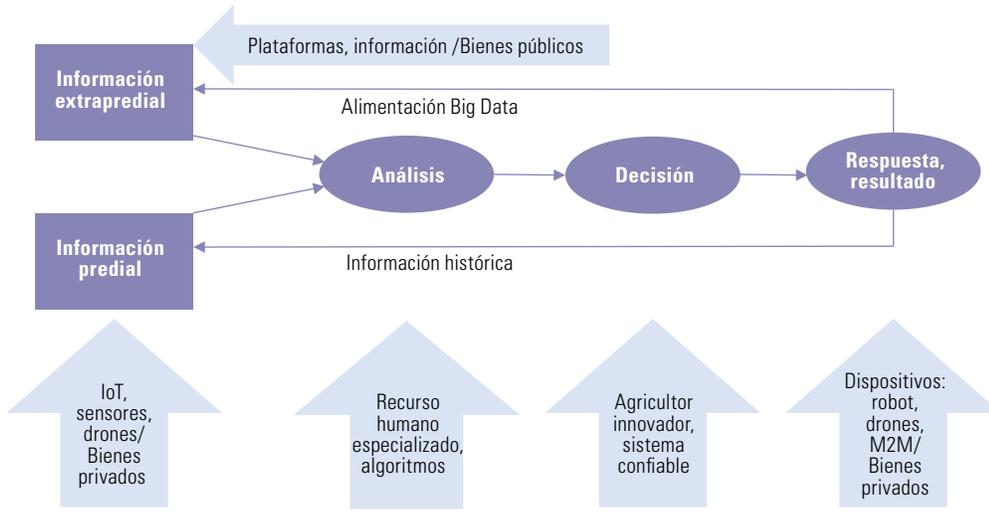 Plataformas, información /Bienes públicos
Información
extrapredial
Alimentación Big Data
Análisis
Decisión
Respuesta,
resultado
Información
predial
Información histórica
IoT,
sensores,
drones/
Bienes
privados
Recurso
humano
especializado,
algoritmos
Agricultor
innovador,
sistema
confiable
Dispositivos:
robot,
drones,
M2M/
Bienes
privados